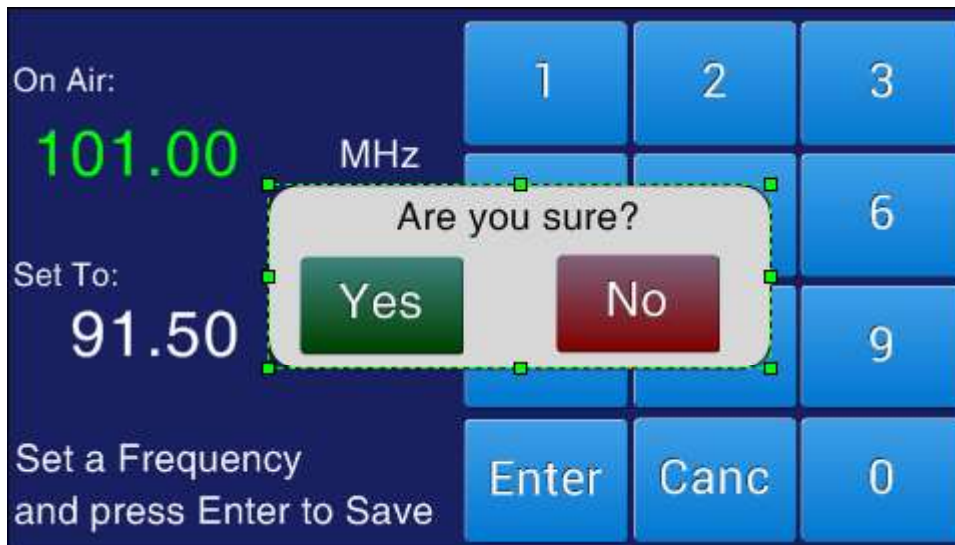 On Air:
101.00 MHz
Set To:
91.50
Set a Frequency
and press Enter to Save
Are you sure?
Yes No
1 2 3
6
9
Enter Canc 0